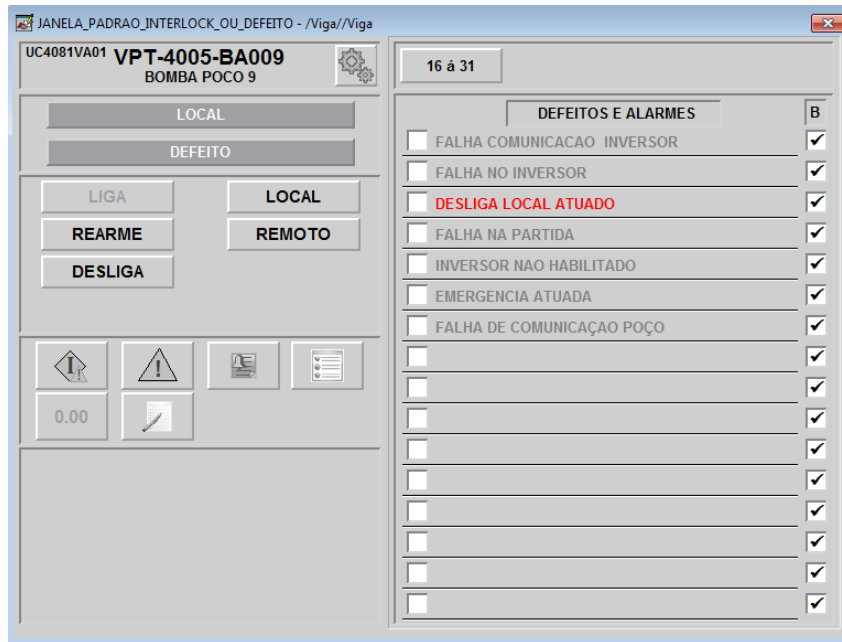 JANELA_PADRAO_INTERLOCK_OU_DEFEITO - /Viga//Viga
UC4081VA01 VPT-4005-BA009
BOMBA POCO 9
LOCAL
DEFEITO
LIGA LOCAL
REARME REMOTO
DESLIGA
0.00
16 á 31
DEFEITOS E ALARMES B
FALHA COMUNICACAO INVERSOR
FALHA NO INVERSOR
DESLIGA LOCAL ATUADO
FALHA NA PARTIDA
INVERSOR NAO HABILITADO
EMERGENCIA ATUADA
FALHA DE COMUNICAÇAO POÇO